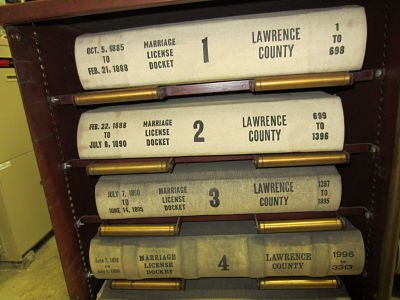 OCT. 5, 1885
TO
FEB. 21, 1888
MARRIAGE
LICENSE
DOCKET
1
LAWRENCE
COUNTY
1
TO
698
FEB. 22, 1888
TO
JULY 6, 1890
MARRIAGE
LICENSE
DOCKET
2
LAWRENCE
COUNTY
699
TO
1396
JULY 7, 1890
TO
JUNE 14, 1895
MARRIAGE
LICENSE
DOCKET
3
LAWRENCE
COUNTY
1397
TO
1995
TO
MARRIAGE
LICENSE
DOCKET
4
LAWRENCE
COUNTY
1996
TO
3313